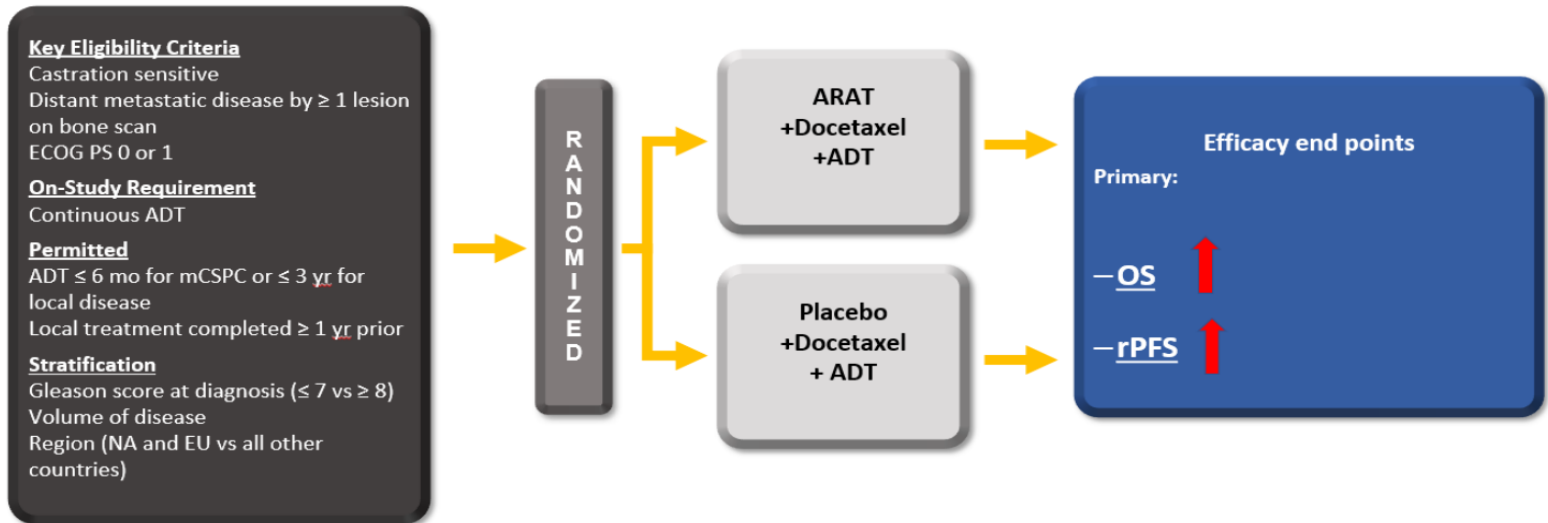 Key Eligibility Criteria
Castration sensitive
Distant metastatic disease by ≥ 1 lesion
on bone scan
ECOG PS 0 or 1
On-Study Requirement
Continuous ADT
Permitted
ADT ≤ 6 mo for mCSPC or ≤ 3 yr for
local disease
Local treatment completed ≥ 1 yr prior
Stratification
Gleason score at diagnosis (≤ 7 vs ≥ 8)
Volume of disease
Region (NA and EU vs all other
countries)
RANDOMIZED
ARAT
+Docetaxel
+ADT
Placebo
+Docetaxel
+ ADT
Efficacy end points
Primary:
–OS
–rPFS